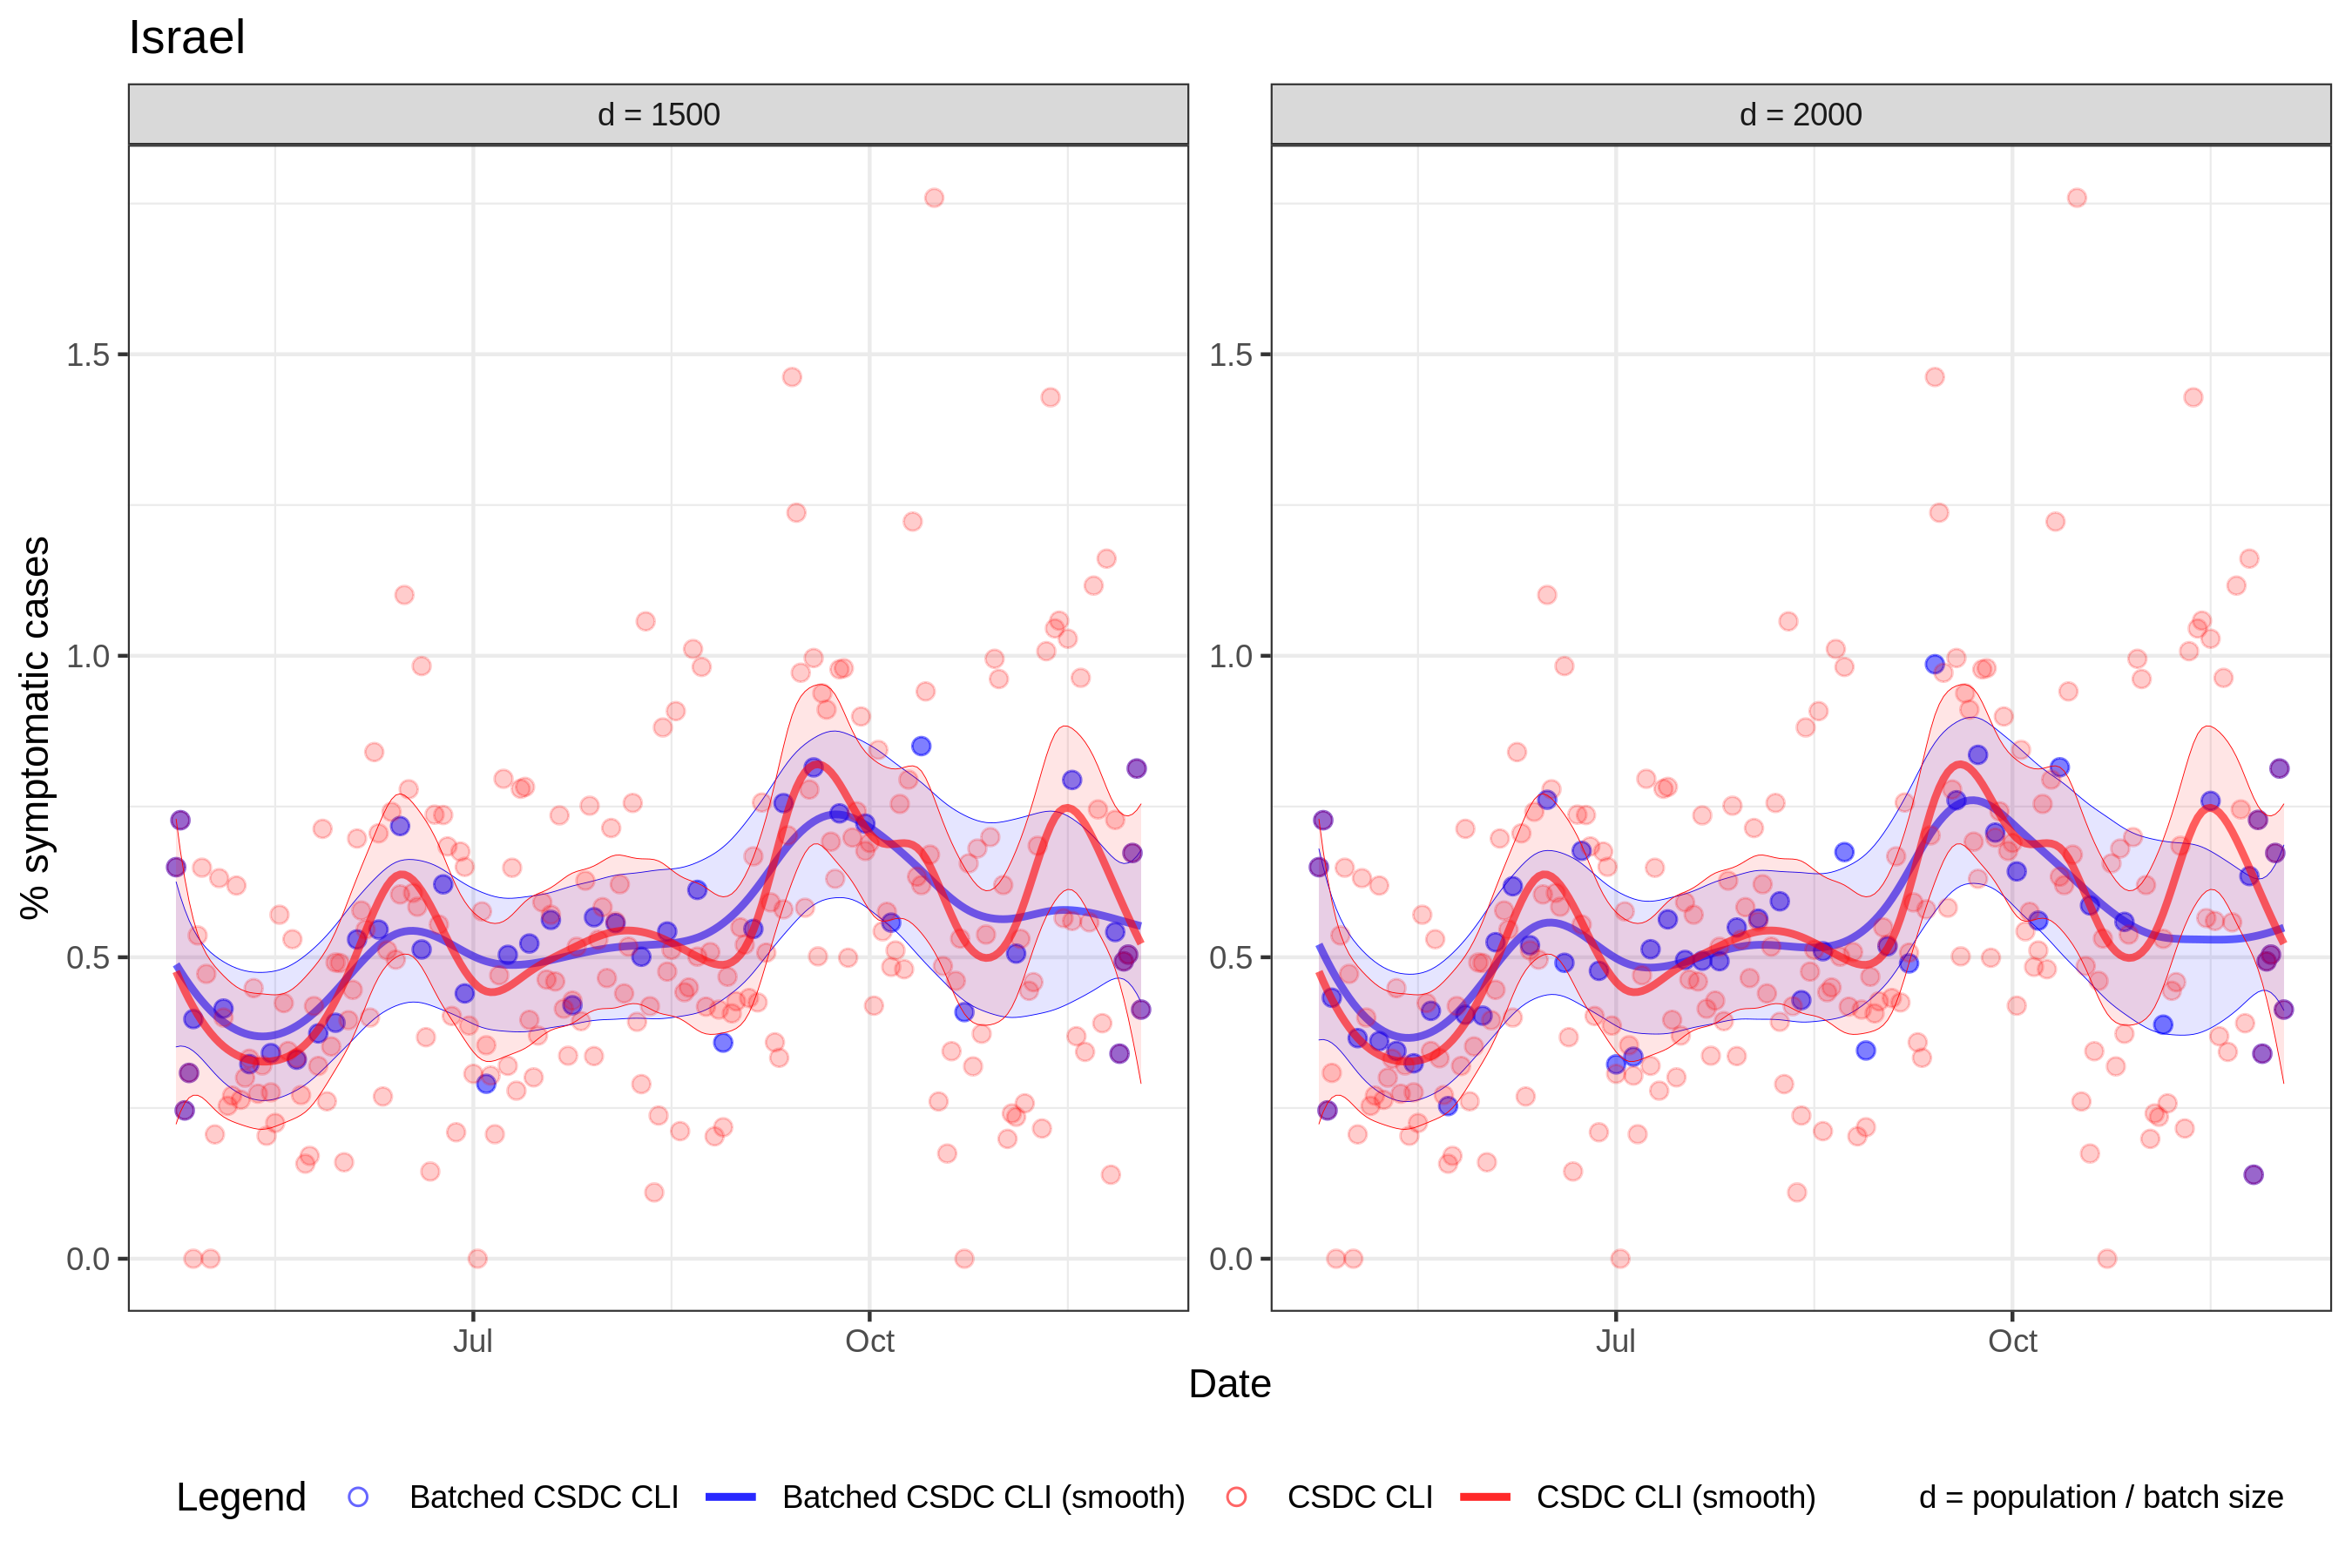 Israel
d = 1500
d = 2000
% symptomatic cases
1.5
1.0
0.5
0.0
1.5
1.0
0.5
0.0
Jul
Oct
Jul
Oct
Date
Legend
Batched CSDC CLI
Batched CSDC CLI (smooth)
CSDC CLI
CSDC CLI (smooth)
d = population / batch size